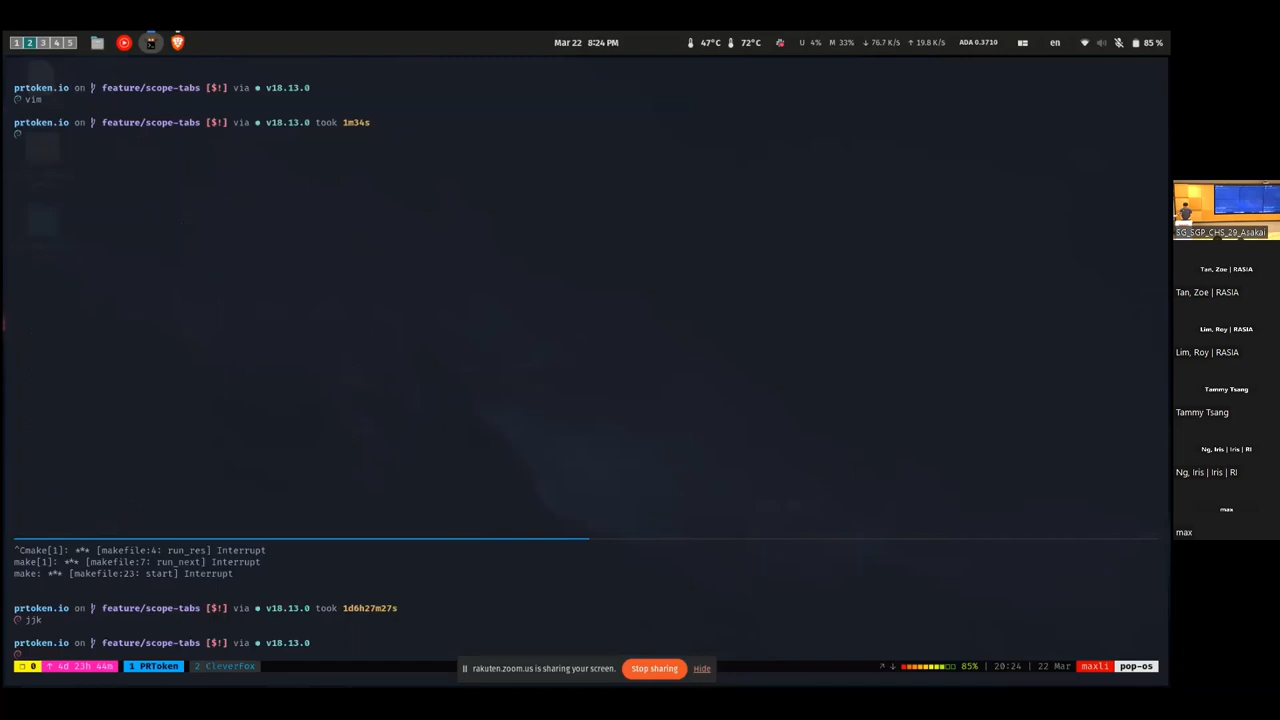 1 2 3 4 5
Mar 22 8:24 PM
47°C 72°C U 4% M 33% ↓ 76.7 K/s ↑ 19.8 K/s ADA 0.3710 en 85 %
prtoken.io on feature/scope-tabs [$!] via ● v18.13.0
vim
prtoken.io on feature/scope-tabs [$!] via ● v18.13.0 took 1m34s
^Cmake[1]: *** [makefile:4: run_res] Interrupt
make[1]: *** [makefile:7: run_next] Interrupt
make: *** [makefile:23: start] Interrupt
prtoken.io on feature/scope-tabs [$!] via ● v18.13.0 took 1d6h27m27s
jjk
prtoken.io on feature/scope-tabs [$!] via ● v18.13.0
0 ↑ 4d 23h 44m 1 PRToken 2 Cleverfox
rakuten.zoom.us is sharing your screen. Stop sharing Hide
85% | 20:24 | 22 Mar maxli pop-os
SG_SGP_CHS_29_Asakai
Tan, Zoe | RASIA
Tan, Zoe | RASIA
Lim, Roy | RASIA
Lim, Roy | RASIA
Tammy Tsang
Tammy Tsang
Ng, Iris | Iris | RI
Ng, Iris | Iris | RI
max
max